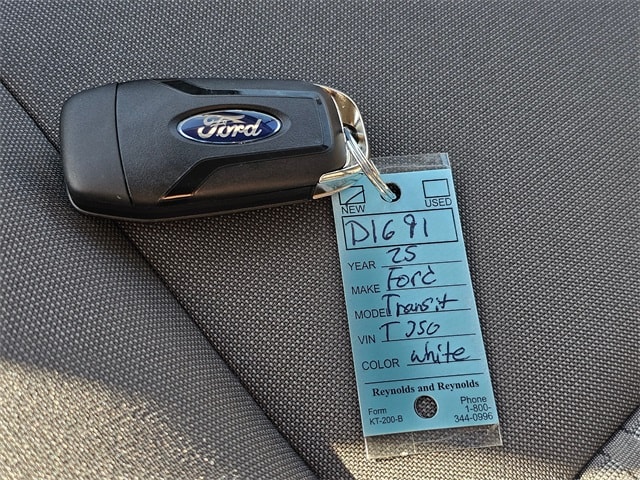 Ford
NEW USED
D1691
YEAR 25
MAKE Ford
MODEL Transit
VIN T350
COLOR white
Reynolds and Reynolds
Form
KT-200-B
Phone
1-800-
344-0996